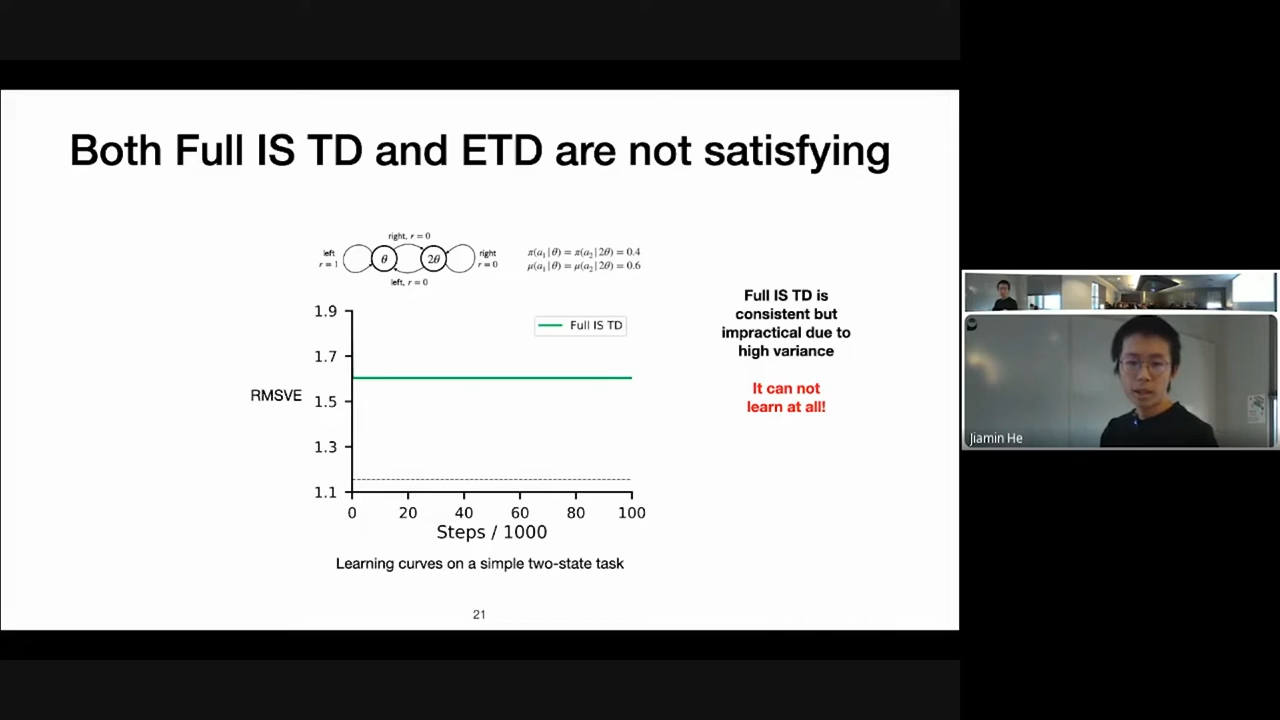 Both Full IS TD and ETD are not satisfying
right, r = 0
left
r = 1
θ
2θ
right
r = 0
left, r = 0
π(a₁|θ) = π(a₂|2θ) = 0.4
μ(a₁|θ) = μ(a₂|2θ) = 0.6
Full IS TD is
consistent but
impractical due to
high variance
It can not
learn at all!
1.9
1.7
1.5
1.3
1.1
RMSVE
Full IS TD
0 20 40 60 80 100
Steps / 1000
Learning curves on a simple two-state task
21
Jiamin He